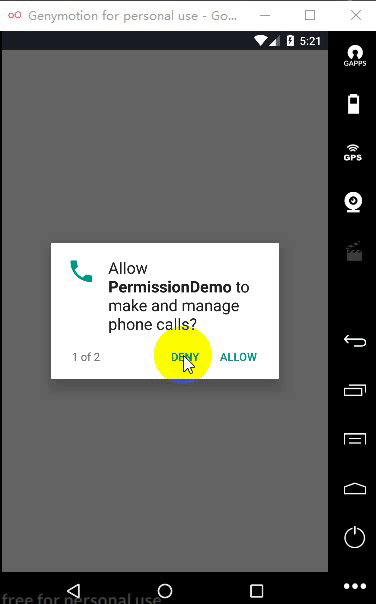 Genymotion for personal use - Go...
5:21
GAPPS
GPS
Allow
PermissionDemo to
make and manage
phone calls?
1 of 2
DENY
ALLOW
free for personal use